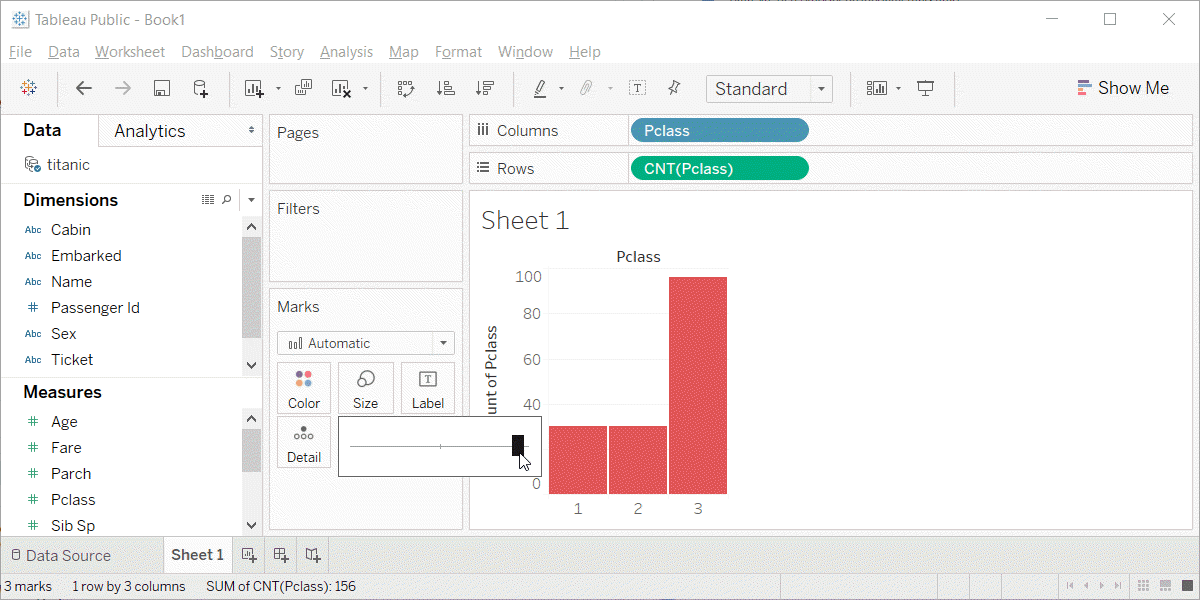 Tableau Public - Book1
File Data Worksheet Dashboard Story Analysis Map Format Window Help
Standard
Show Me
Data
Analytics
titanic
Dimensions
Abc Cabin
Abc Embarked
Abc Name
# Passenger Id
Abc Sex
Abc Ticket
Measures
# Age
# Fare
# Parch
# Pclass
# Sib Sp
Pages
Filters
Marks
Automatic
Color
Size
T
Label
Detail
Columns
Pclass
Rows
CNT(Pclass)
Sheet 1
Pclass
unt of Pclass
100
80
60
40
0
1 2 3
Data Source
Sheet 1
3 marks 1 row by 3 columns SUM of CNT(Pclass): 156